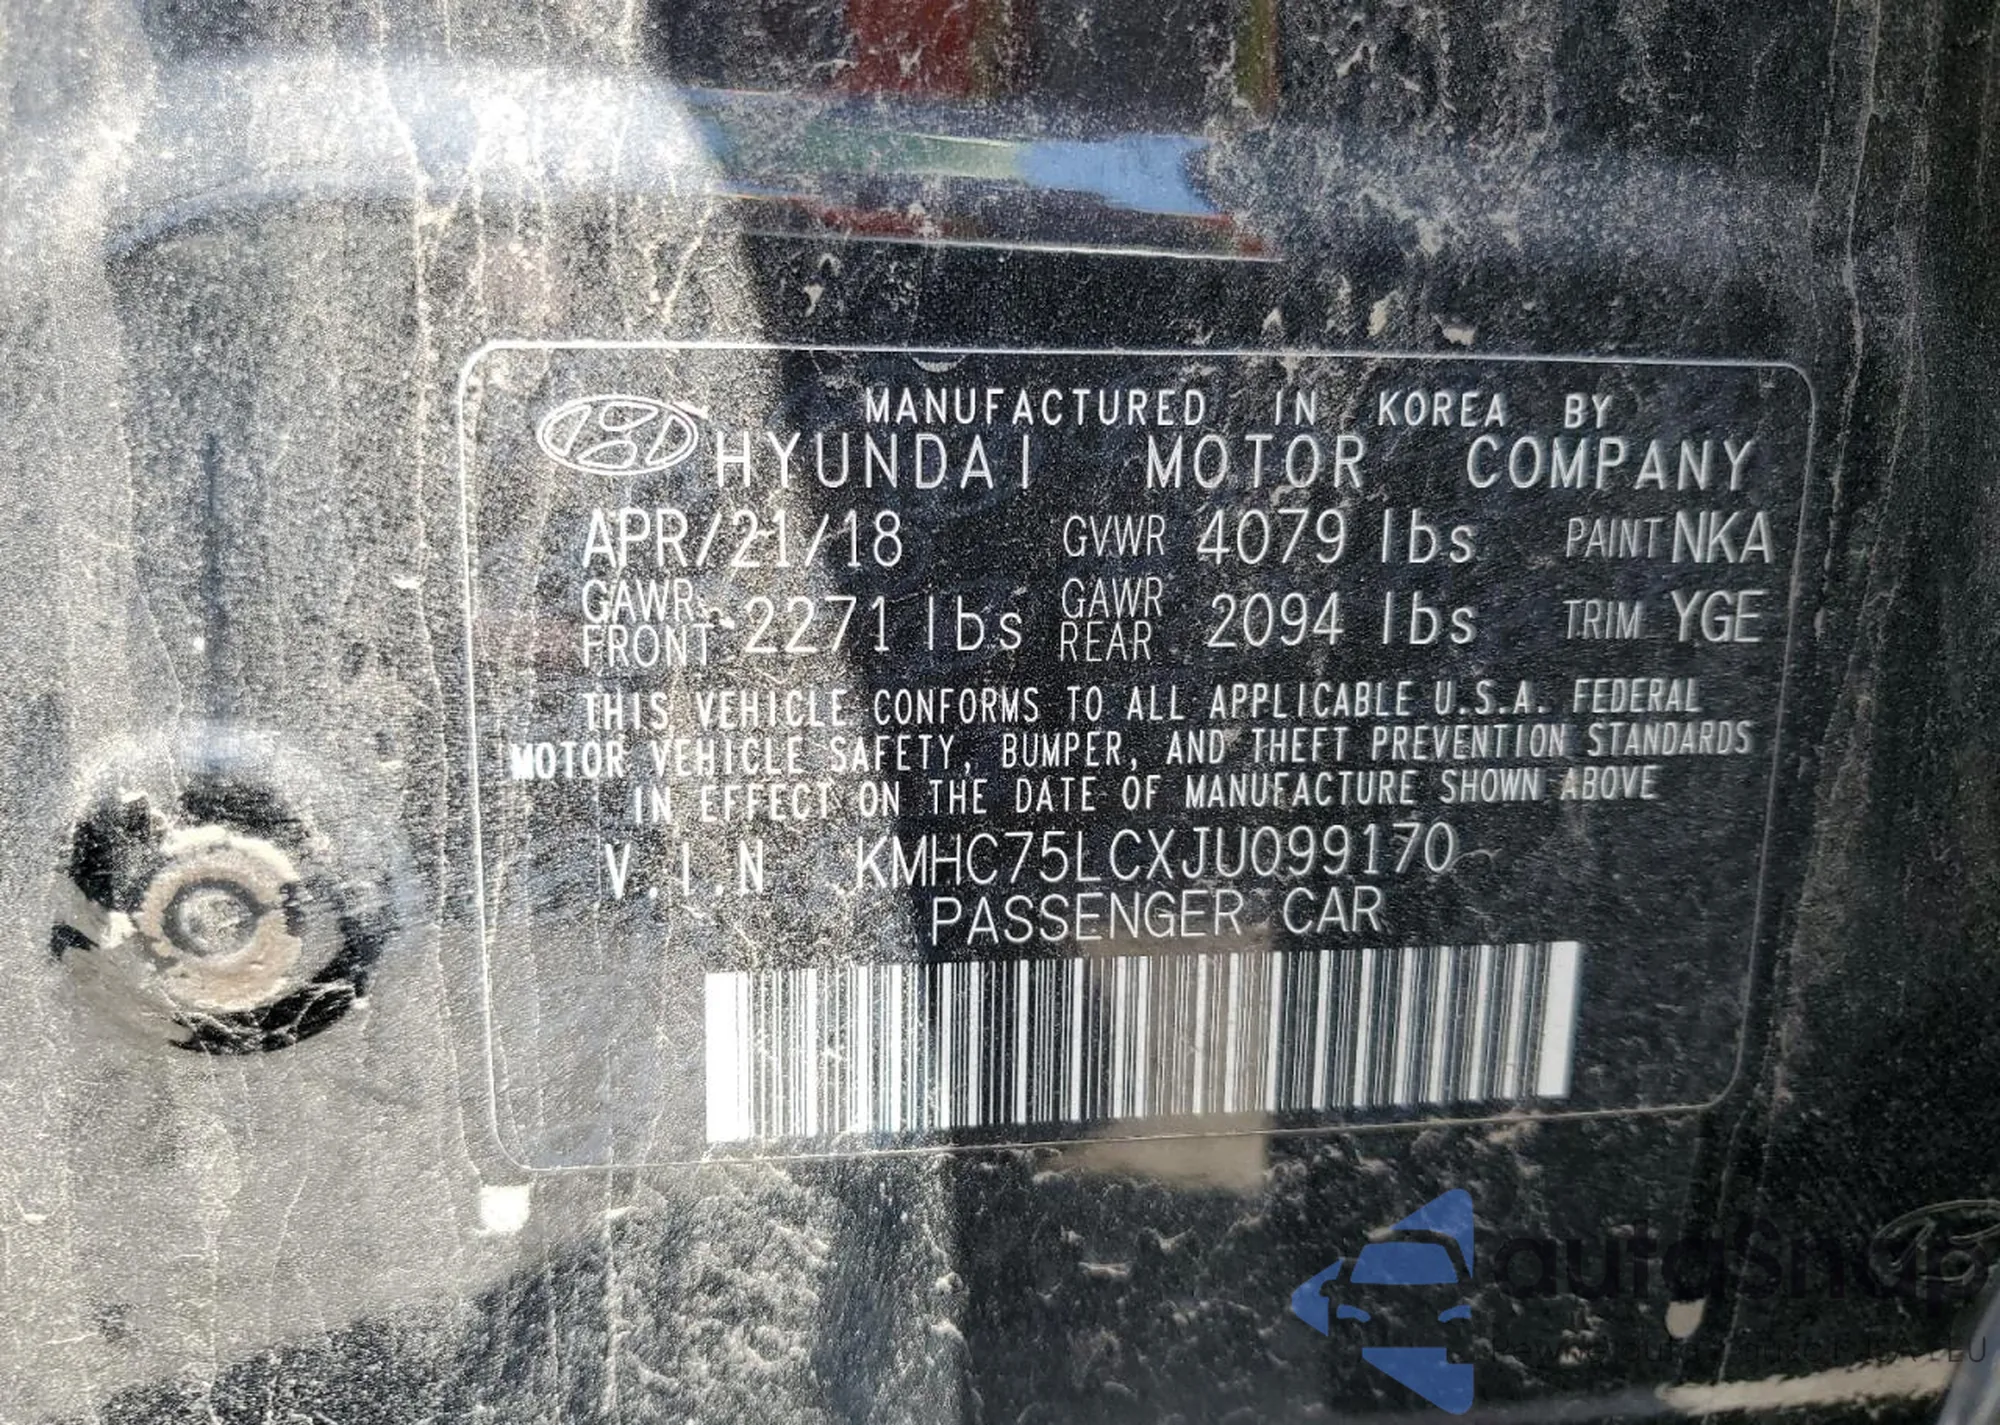 MANUFACTURED IN KOREA BY
HYUNDAI MOTOR COMPANY
APR/21/18 GVWR 4079 lbs PAINT NKA
GAWR FRONT 2271 lbs GAWR REAR 2094 lbs TRIM YGE
THIS VEHICLE CONFORMS TO ALL APPLICABLE U.S.A. FEDERAL
MOTOR VEHICLE SAFETY, BUMPER, AND THEFT PREVENTION STANDARDS
IN EFFECT ON THE DATE OF MANUFACTURE SHOWN ABOVE
V.I.N KMHC75LCXJU099170
PASSENGER CAR